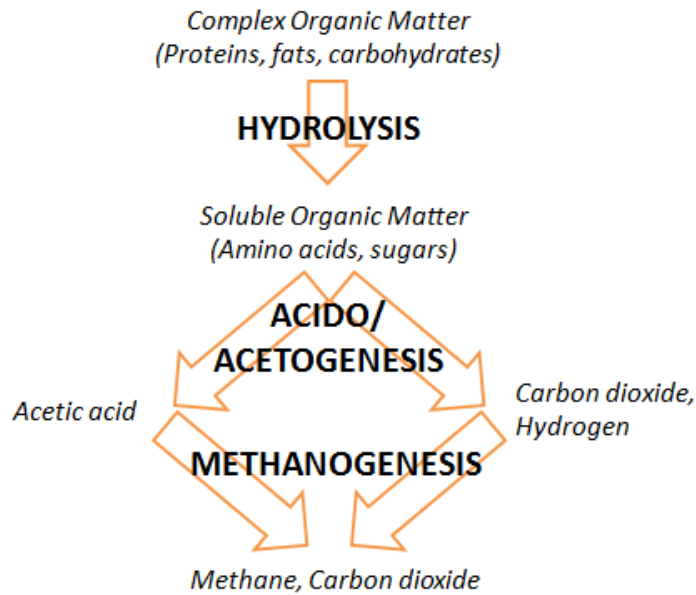 Complex Organic Matter
(Proteins, fats, carbohydrates)
HYDROLYSIS
Soluble Organic Matter
(Amino acids, sugars)
ACIDO/
ACETOGENESIS
Acetic acid
Carbon dioxide,
Hydrogen
METHANOGENESIS
Methane, Carbon dioxide